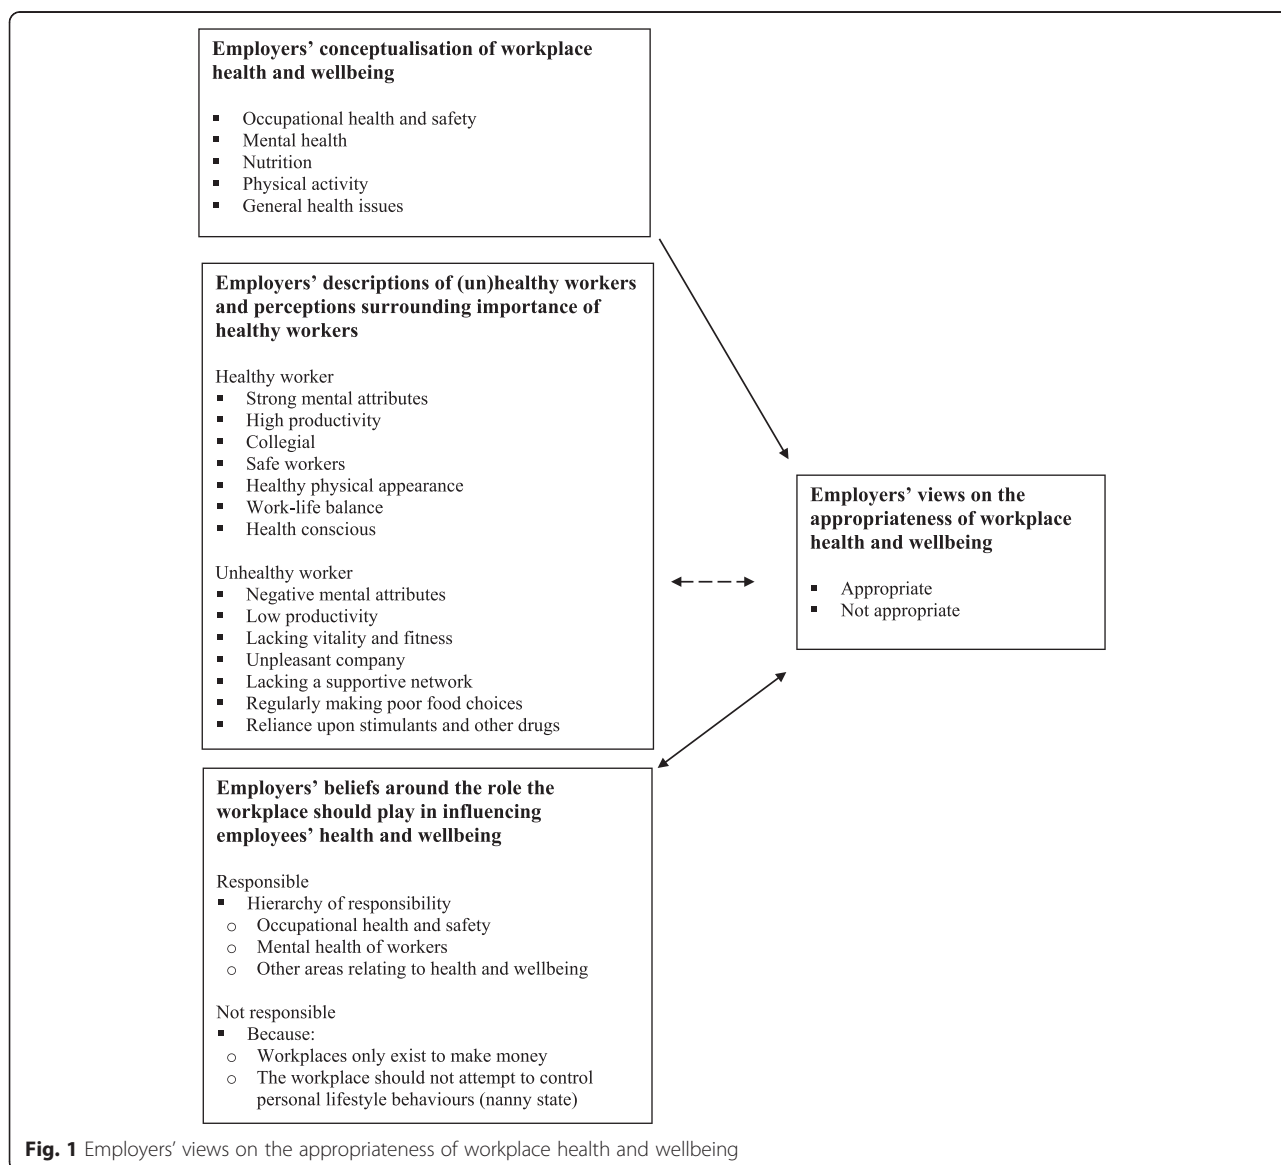 Employers’ conceptualisation of workplace
health and wellbeing
▪ Occupational health and safety
▪ Mental health
▪ Nutrition
▪ Physical activity
▪ General health issues
Employers’ descriptions of (un)healthy workers
and perceptions surrounding importance of
healthy workers
Healthy worker
▪ Strong mental attributes
▪ High productivity
▪ Collegial
▪ Safe workers
▪ Healthy physical appearance
▪ Work-life balance
▪ Health conscious
Unhealthy worker
▪ Negative mental attributes
▪ Low productivity
▪ Lacking vitality and fitness
▪ Unpleasant company
▪ Lacking a supportive network
▪ Regularly making poor food choices
▪ Reliance upon stimulants and other drugs
Employers’ beliefs around the role the
workplace should play in influencing
employees’ health and wellbeing
Responsible
▪ Hierarchy of responsibility
o Occupational health and safety
o Mental health of workers
o Other areas relating to health and wellbeing
Not responsible
▪ Because:
o Workplaces only exist to make money
o The workplace should not attempt to control
personal lifestyle behaviours (nanny state)
Employers’ views on the
appropriateness of workplace
health and wellbeing
▪ Appropriate
▪ Not appropriate
Fig. 1 Employers’ views on the appropriateness of workplace health and wellbeing